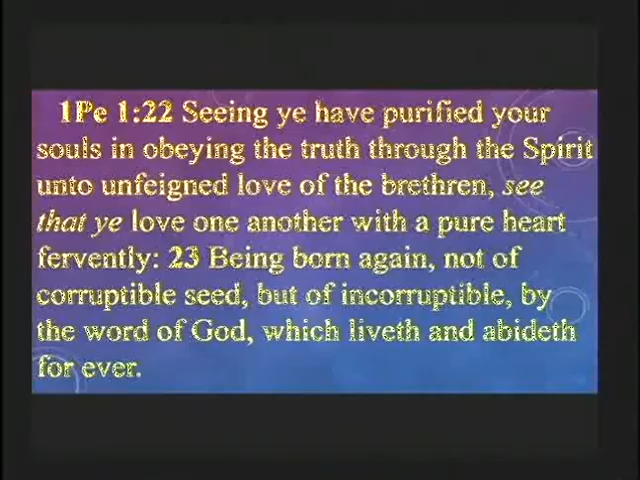 1Pe 1:22 Seeing ye have purified your
souls in obeying the truth through the Spirit
unto unfeigned love of the brethren, see
that ye love one another with a pure heart
fervently: 23 Being born again, not of
corruptible seed, but of incorruptible, by
the word of God, which liveth and abideth
for ever.